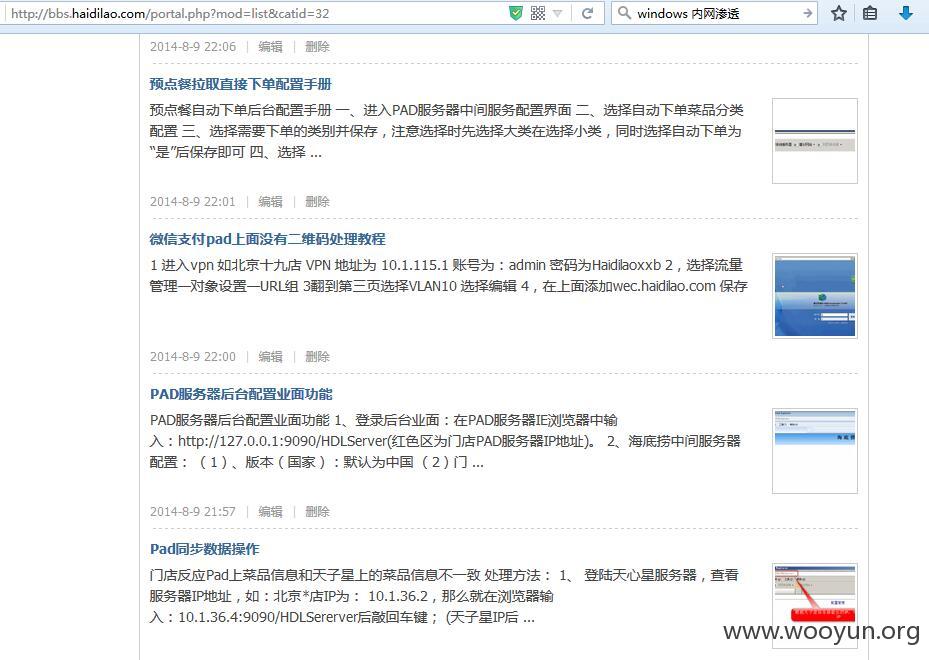 http://bbs.haidilao.com/portal.php?mod=list&catid=32
windows 内网渗透
2014-8-9 22:06 | 编辑 | 删除
预点餐拉取直接下单配置手册
预点餐自动下单后台配置手册 一、进入PAD服务器中间服务配置界面 二、选择自动下单菜品分类
配置 三、选择需要下单的类别并保存，注意选择时先选择大类在选择小类，同时选择自动下单为
“是”后保存即可 四、选择 ...
2014-8-9 22:01 | 编辑 | 删除
微信支付pad上面没有二维码处理教程
1 进入vpn 如北京十九店 VPN 地址为 10.1.115.1 账号为：admin 密码为Haidilaoxxb 2，选择流量
管理—对象设置—URL组 3翻到第三页选择VLAN10 选择编辑 4，在上面添加wec.haidilao.com 保存
2014-8-9 22:00 | 编辑 | 删除
PAD服务器后台配置业面功能
PAD服务器后台配置业面功能 1、登录后台业面：在PAD服务器IE浏览器中输
入：http://127.0.0.1:9090/HDLServer(红色区为门店PAD服务器IP地址)。 2、海底捞中间服务器
配置： （1）、版本（国家）：默认为中国 （2）门 ...
2014-8-9 21:57 | 编辑 | 删除
Pad同步数据操作
门店反应Pad上菜品信息和天子星上的菜品信息不一致 处理方法： 1、 登陆天心星服务器，查看
服务器IP地址，如：北京*店IP为： 10.1.36.2，那么就在浏览器输
入：10.1.36.4:9090/HDLSererver后敲回车键； (天子星IP后 ...
www.wooyun.org